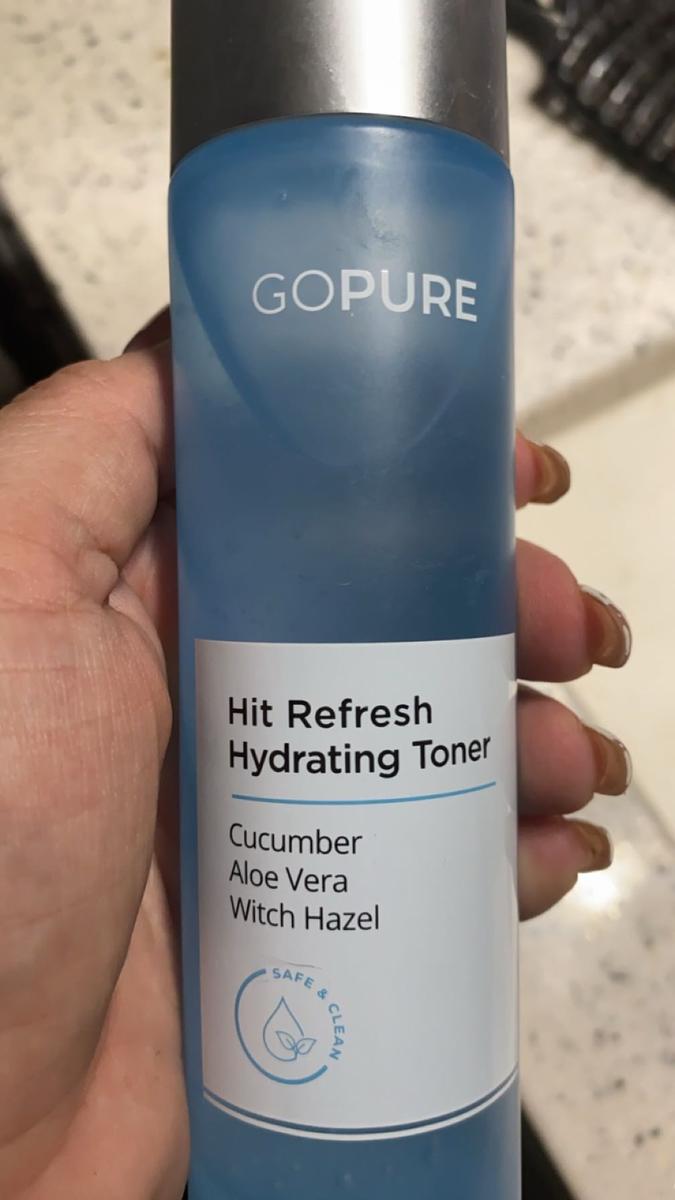 GOPURE
Hit Refresh
Hydrating Toner
Cucumber
Aloe Vera
Witch Hazel
SAFE & CLEAN